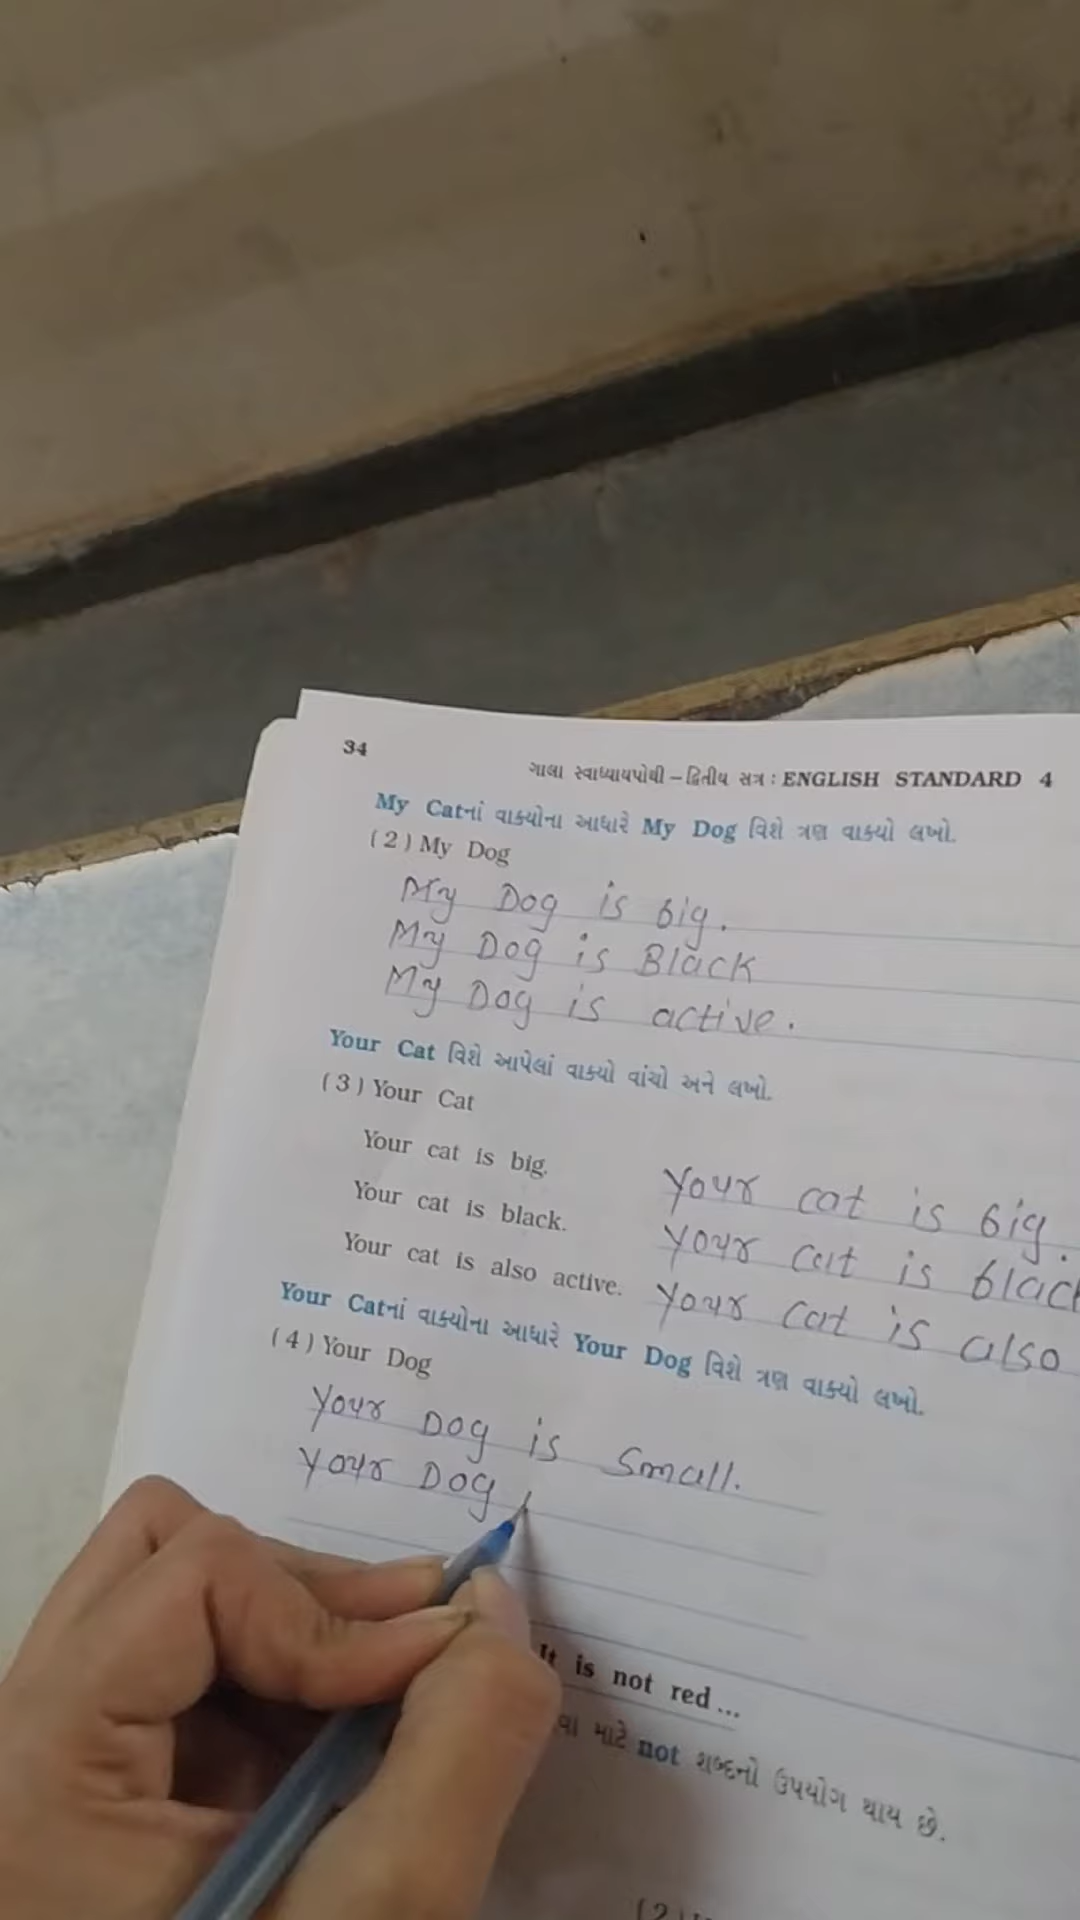 34
ગાલા સ્વાધ્યાયપોથી – દ્વિતીય સત્ર : ENGLISH STANDARD 4
My Catનાં વાક્યોના આધારે My Dog વિશે ત્રણ વાક્યો લખો.
( 2 ) My Dog
My Dog is big.
My Dog is Black
My Dog is active.
Your Cat વિશે આપેલાં વાક્યો વાંચો અને લખો.
( 3 ) Your Cat
Your cat is big. Your cat is big.
Your cat is black. Your cat is black
Your cat is also active. Your cat is also
Your Catનાં વાક્યોના આધારે Your Dog વિશે ત્રણ વાક્યો લખો.
( 4 ) Your Dog
Your Dog is Small.
Your Dog
It is not red ...
માટે not શબ્દનો ઉપયોગ થાય છે.
( 2 )